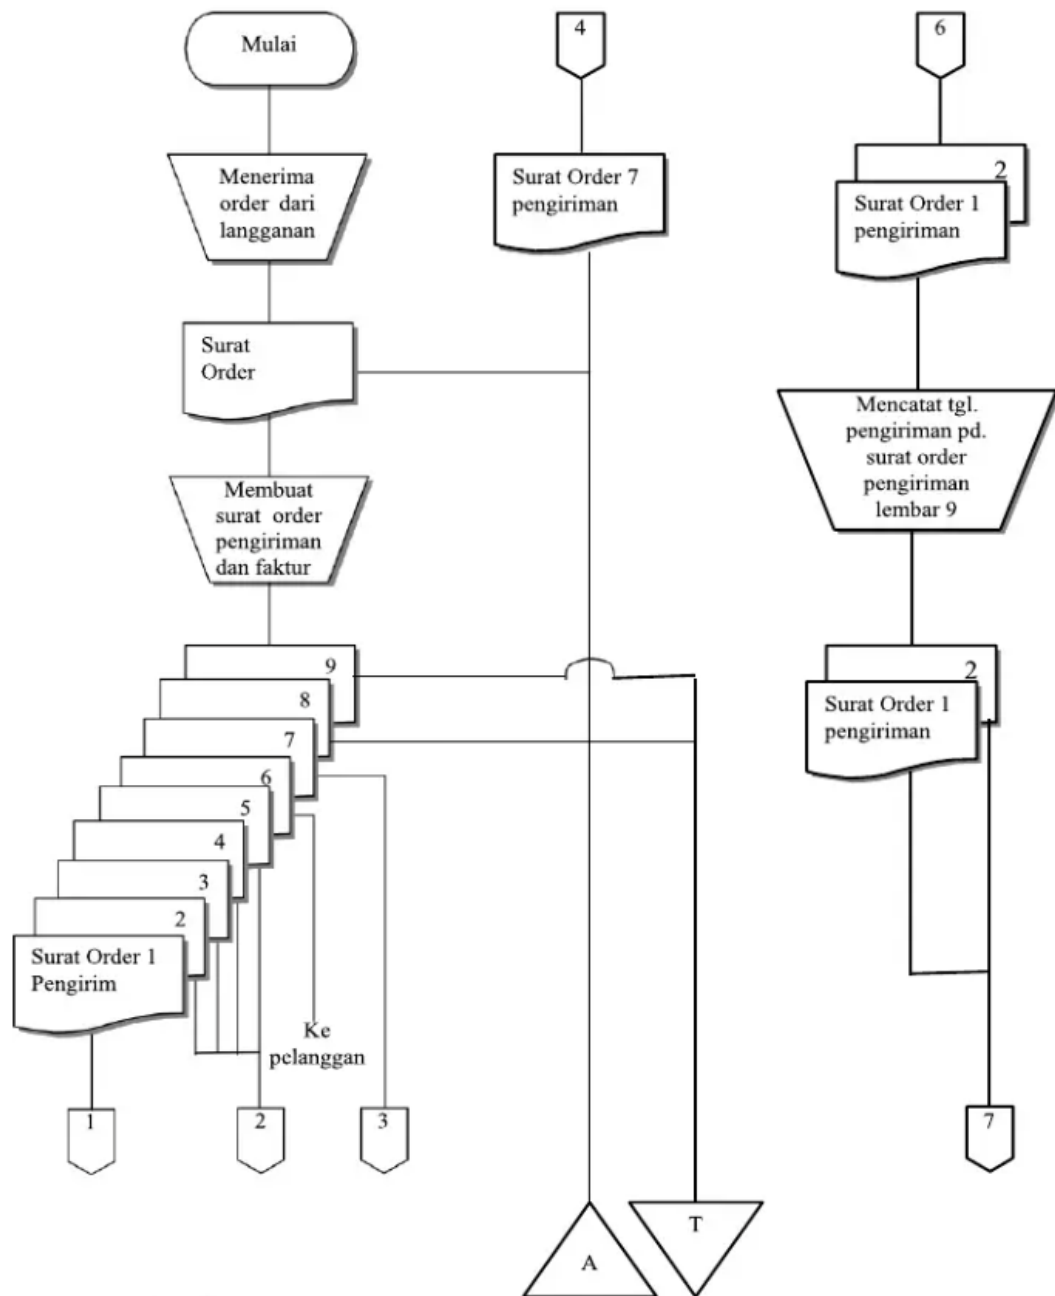 Mulai
Menerima
order dari
langganan
Surat
Order
Membuat
surat order
pengiriman
dan faktur
9
8
7
6
5
4
3
2
Surat Order 1
Pengirim
Ke
pelanggan
1
2
3
4
Surat Order 7
pengiriman
A
T
6
2
Surat Order 1
pengiriman
Mencatat tgl.
pengiriman pd.
surat order
pengiriman
lembar 9
2
Surat Order 1
pengiriman
7